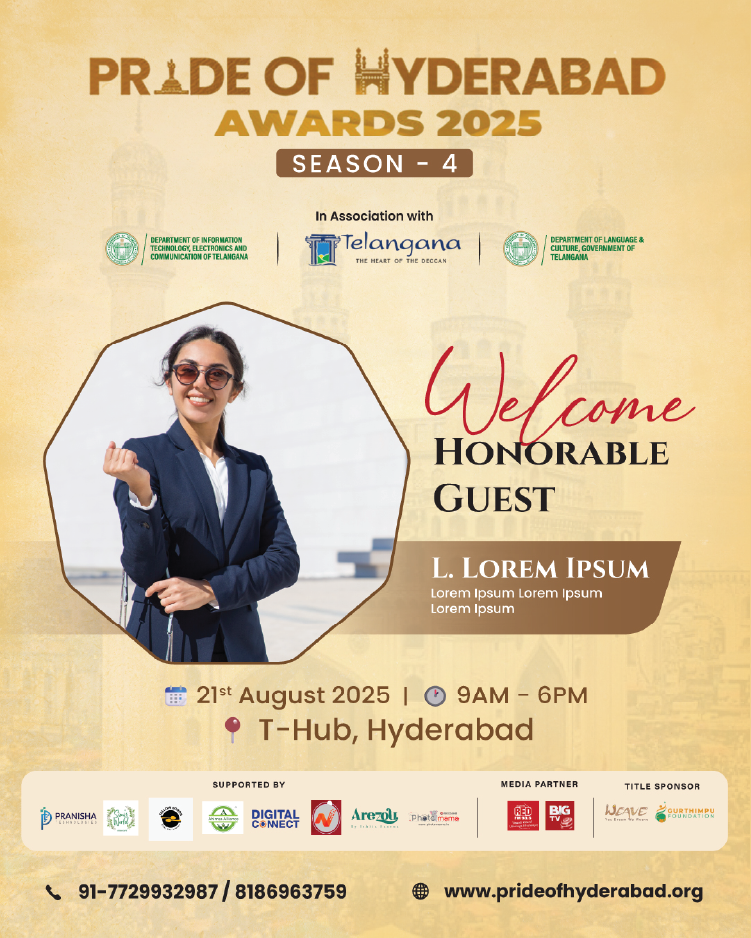 PRIDE OF HYDERABAD
AWARDS 2025
SEASON - 4
In Association with
DEPARTMENT OF INFORMATION
TECHNOLOGY, ELECTRONICS AND
COMMUNICATION OF TELANGANA
Telangana
THE HEART OF THE DECCAN
DEPARTMENT OF LANGUAGE &
CULTURE, GOVERNMENT OF
TELANGANA
Welcome
HONORABLE
GUEST
L. LOREM IPSUM
Lorem Ipsum Lorem Ipsum
Lorem Ipsum
21st August 2025 | 9AM - 6PM
T-Hub, Hyderabad
SUPPORTED BY
PRANISHA
DIGITAL
CONNECT
Arezou
Photomema
MEDIA PARTNER
RED
BIG
TV
TITLE SPONSOR
WEAVE
GURTHIMPU
FOUNDATION
91-7729932987 / 8186963759
www.prideofhyderabad.org